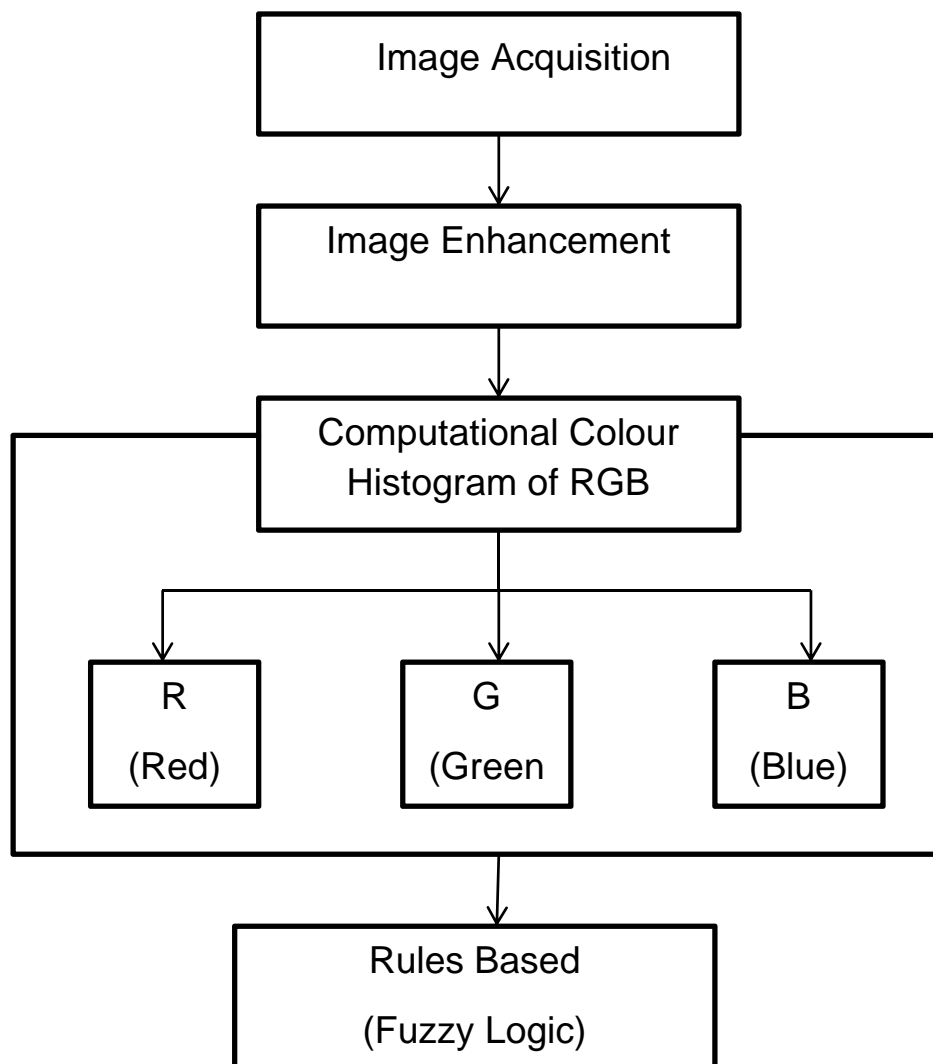 Image Acquisition
Image Enhancement
Computational Colour
Histogram of RGB
R
(Red)
G
(Green
B
(Blue)
Rules Based
(Fuzzy Logic)